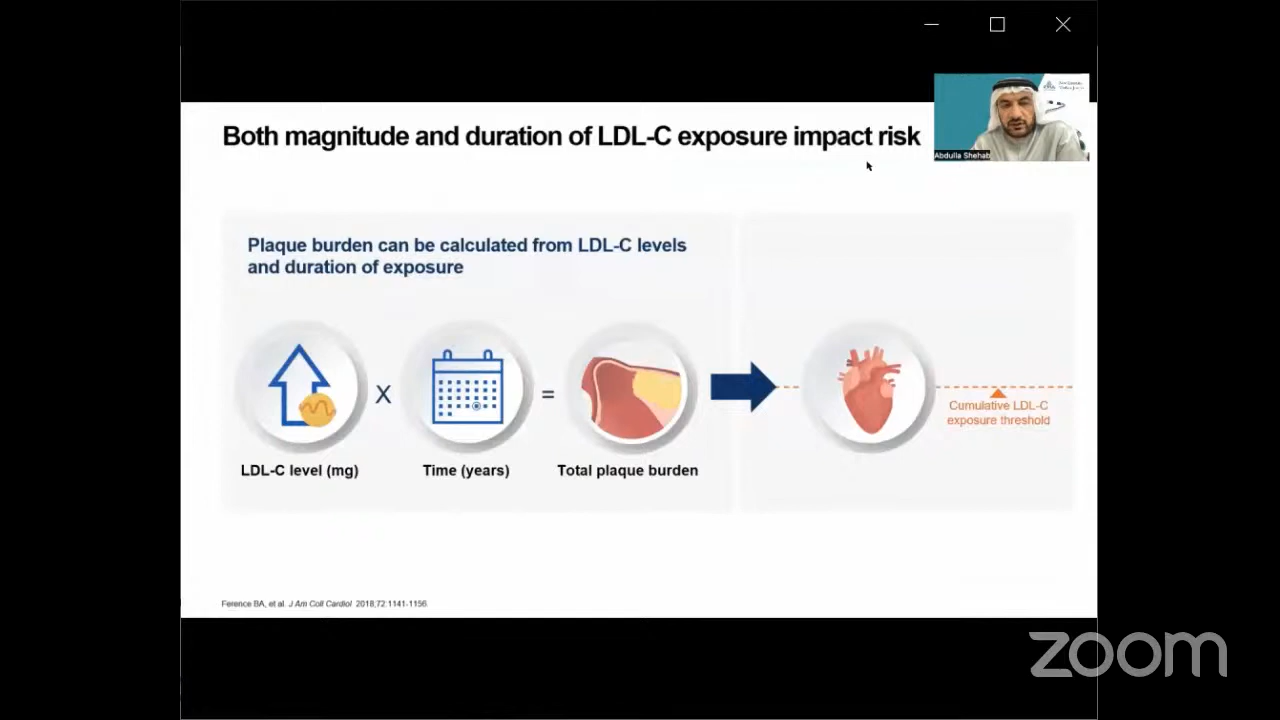 Both magnitude and duration of LDL-C exposure impact risk
Abdulla Shehab
Plaque burden can be calculated from LDL-C levels
and duration of exposure
X
=
LDL-C level (mg)
Time (years)
Total plaque burden
Cumulative LDL-C
exposure threshold
Ference BA, et al. J Am Coll Cardiol 2018;72:1141-1156.
zoom